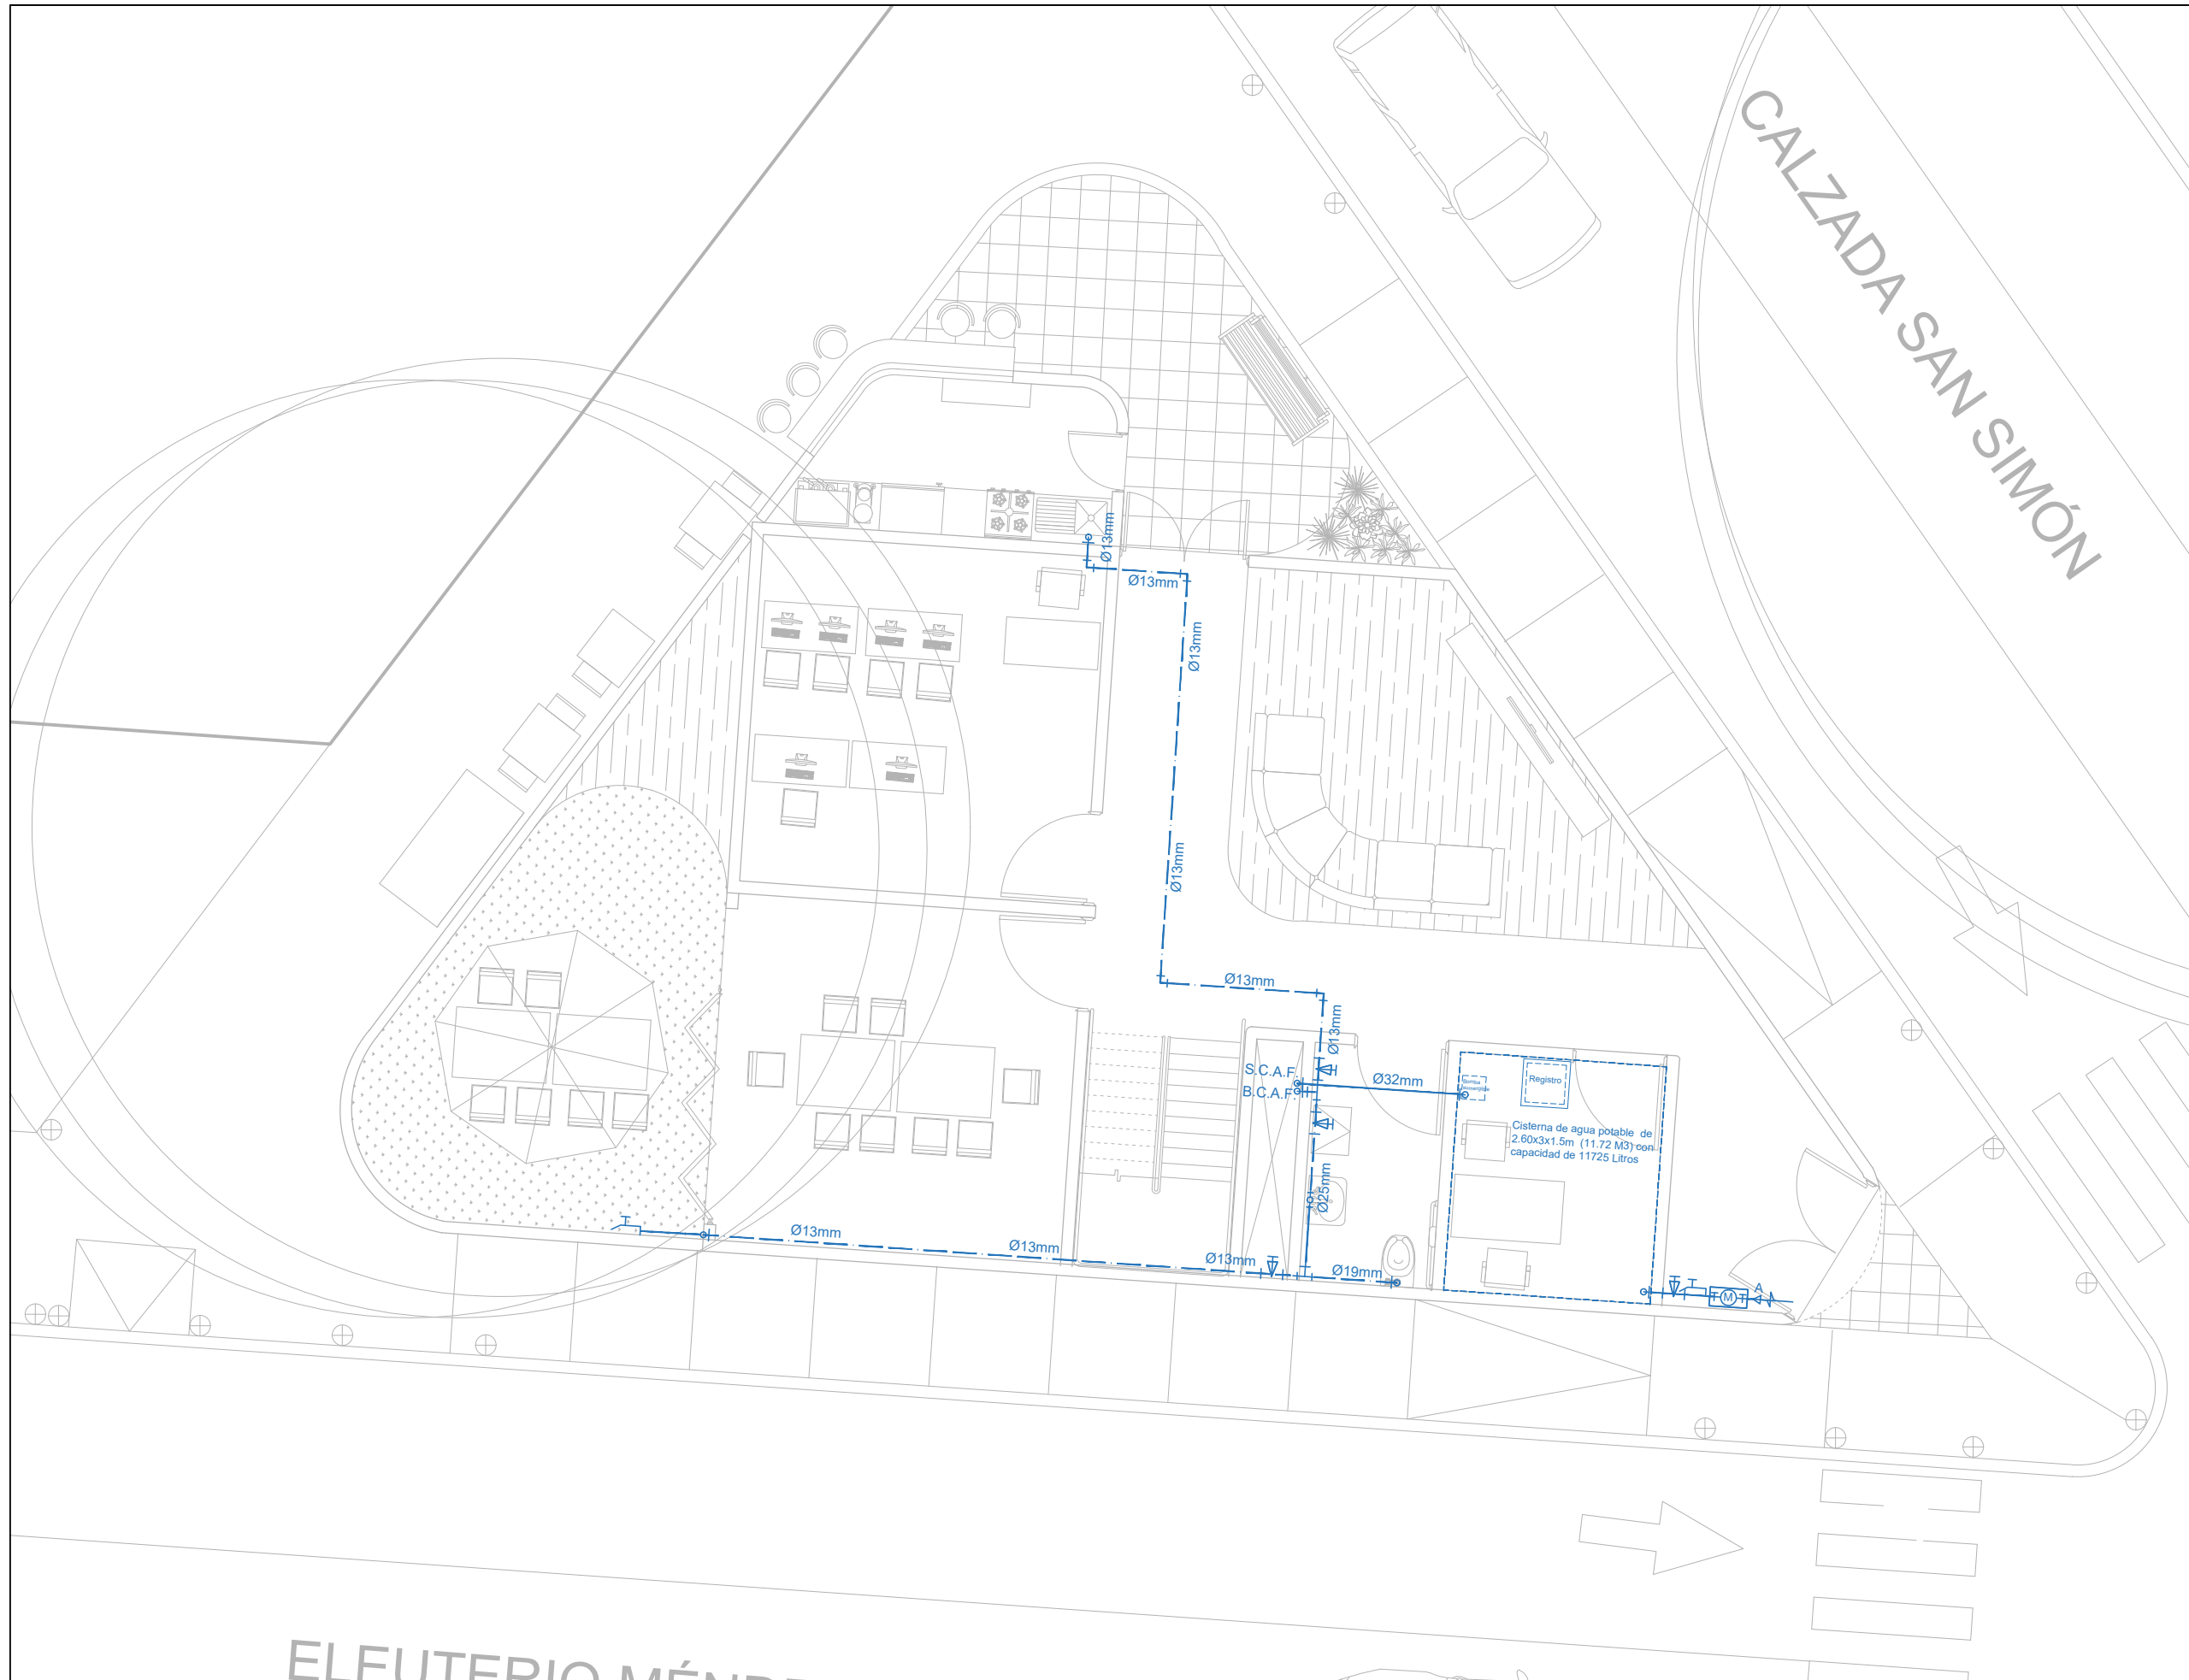 CALZADA SAN SIMÓN
Ø13mm
Ø13mm
Ø13mm
Ø13mm
Ø13mm
Ø13mm
S.C.A.F.
B.C.A.F.
Ø32mm
Registro
Cisterna de agua potable de
2.60x3x1.5m (11.72 M3) con
capacidad de 11725 Litros
Ø25mm
Ø13mm
Ø13mm
Ø13mm
Ø19mm
M
A
ELEUTERIO